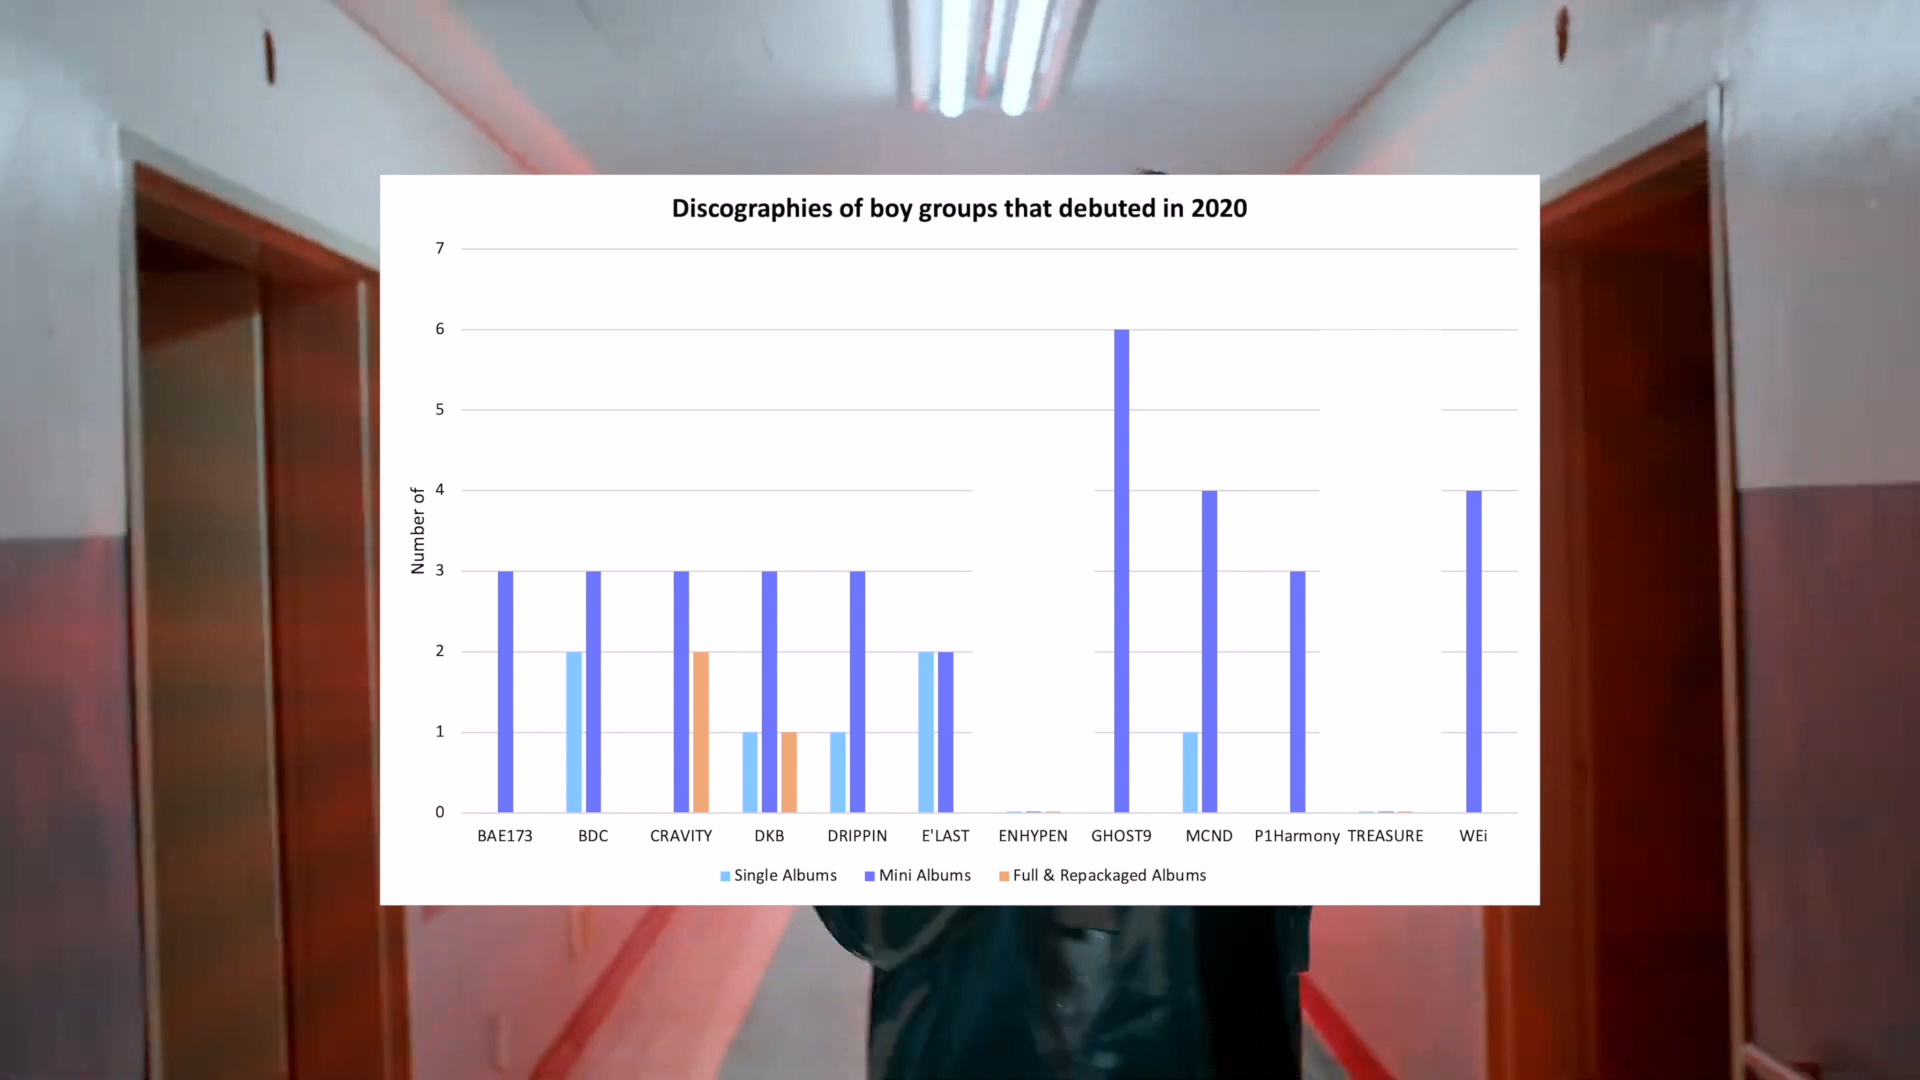 Discographies of boy groups that debuted in 2020
7
6
5
4
3
2
1
0
Number of
BAE173 BDC CRAVITY DKB DRIPPIN E'LAST ENHYPEN GHOST9 MCND P1Harmony TREASURE WEi
Single Albums Mini Albums Full & Repackaged Albums